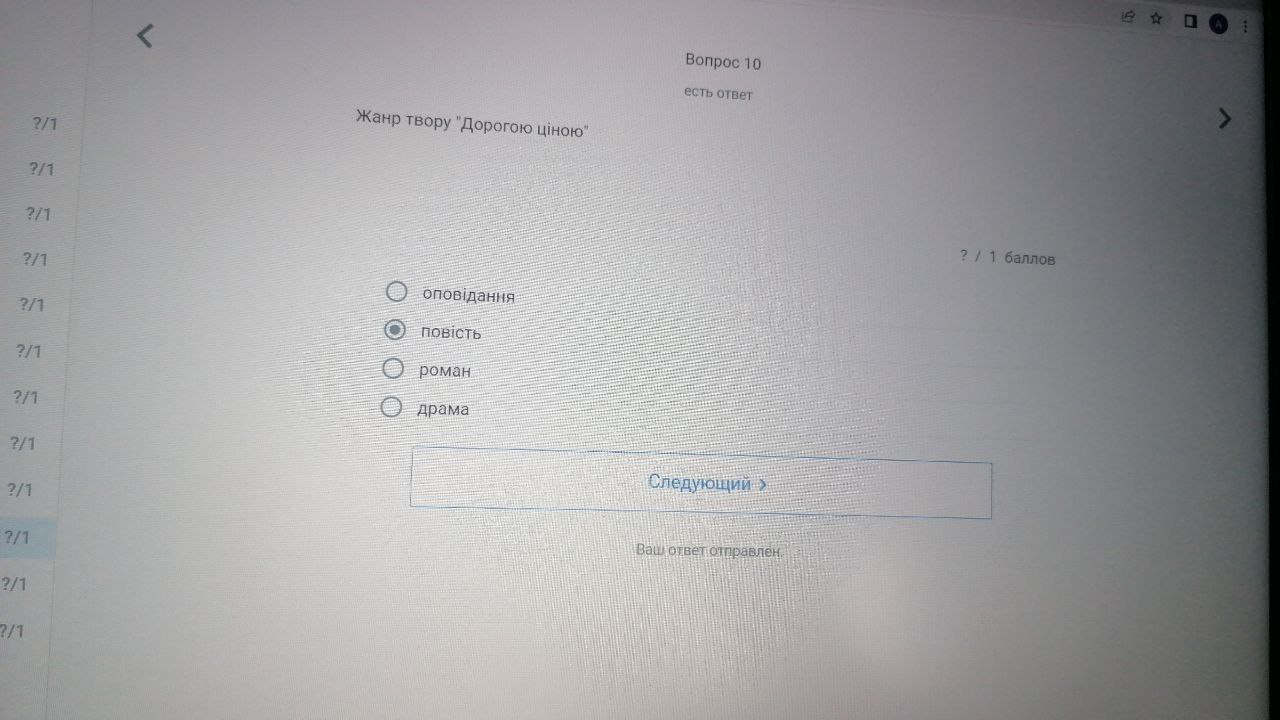 А
Вопрос 10
есть ответ
Жанр твору "Дорогою ціною"
?/1
?/1
?/1
?/1
?/1
?/1
?/1
?/1
?/1
?/1
?/1
?/1
? / 1 баллов
оповідання
повість
роман
драма
Следующий
Ваш ответ отправлен.